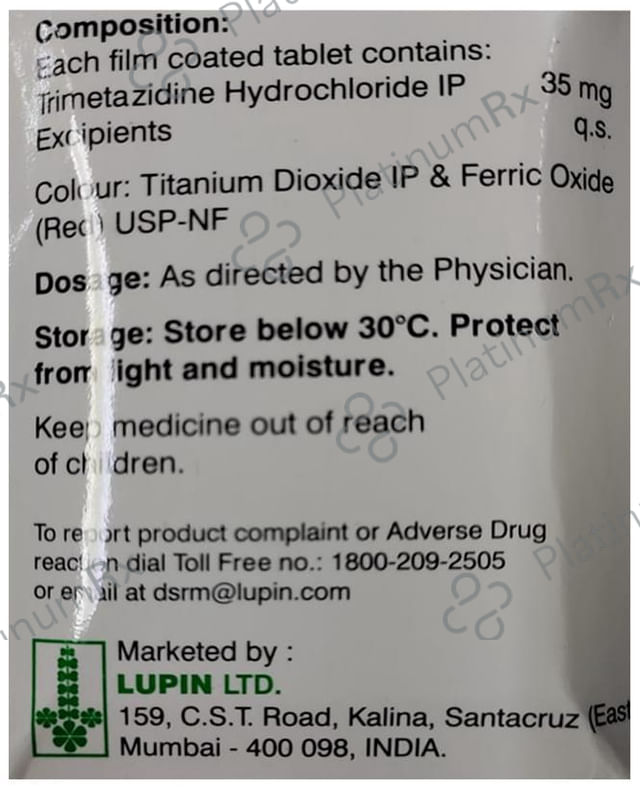 Composition:
Each film coated tablet contains:
Trimetazidine Hydrochloride IP 35 mg
Excipients q.s.
Colour: Titanium Dioxide IP & Ferric Oxide
(Red) USP-NF
Dosage: As directed by the Physician.
Storage: Store below 30°C. Protect
from light and moisture.
Keep medicine out of reach
of children.
To report product complaint or Adverse Drug
reaction dial Toll Free no.: 1800-209-2505
or email at dsrm@lupin.com
Marketed by :
LUPIN LTD.
159, C.S.T. Road, Kalina, Santacruz (East
Mumbai - 400 098, INDIA.
PlatinumRx
PlatinumRx